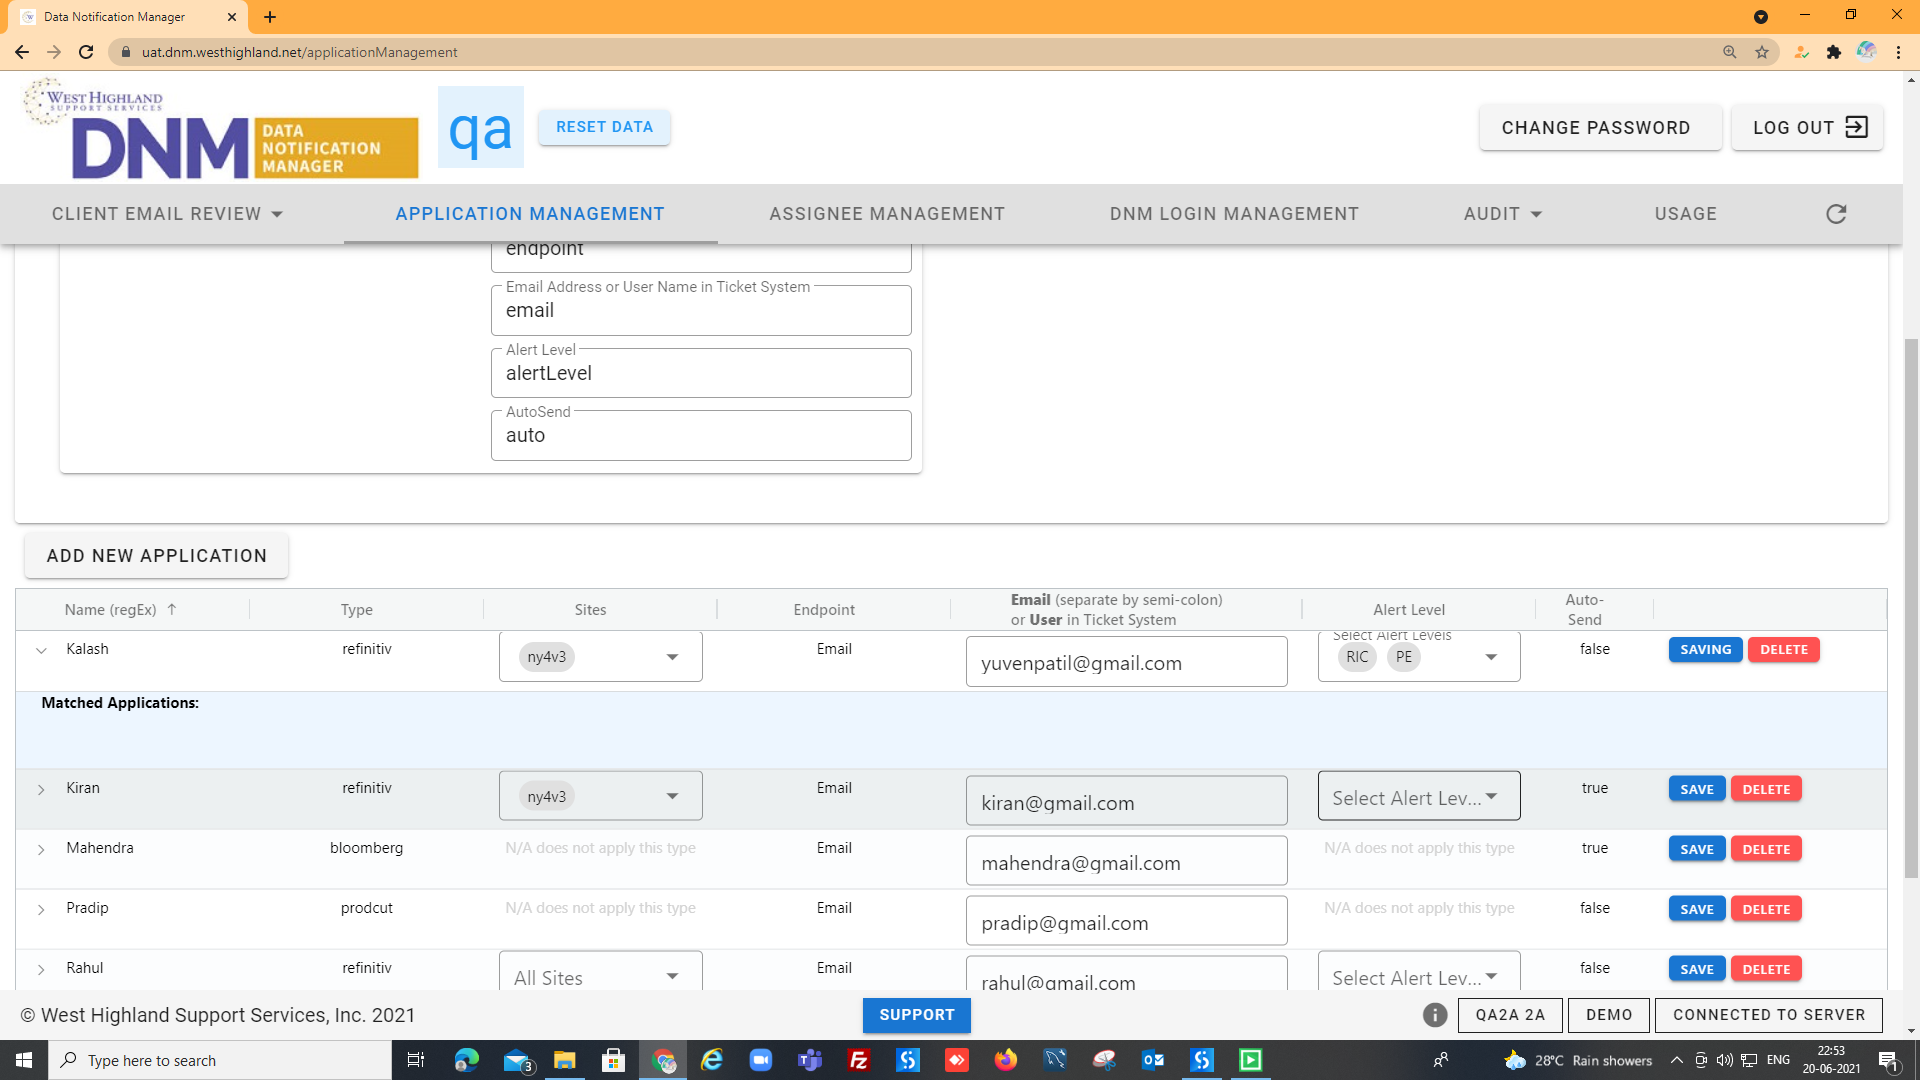 Data Notification Manager
uat.dnm.westhighland.net/applicationManagement
WEST HIGHLAND
SUPPORT SERVICES
DNM DATA NOTIFICATION MANAGER
qa
RESET DATA
CHANGE PASSWORD
LOG OUT
CLIENT EMAIL REVIEW
APPLICATION MANAGEMENT
ASSIGNEE MANAGEMENT
DNM LOGIN MANAGEMENT
AUDIT
USAGE
endpoint
Email Address or User Name in Ticket System
email
Alert Level
alertLevel
AutoSend
auto
ADD NEW APPLICATION
Name (regEx) ↑ Type Sites Endpoint Email (separate by semi-colon) or User in Ticket System Alert Level Auto-Send
Kalash refinitiv ny4v3 Email yuvenpatil@gmail.com Select Alert Levels RIC PE false SAVING DELETE
Matched Applications:
Kiran refinitiv ny4v3 Email kiran@gmail.com Select Alert Lev... true SAVE DELETE
Mahendra bloomberg N/A does not apply this type Email mahendra@gmail.com N/A does not apply this type true SAVE DELETE
Pradip prodcut N/A does not apply this type Email pradip@gmail.com N/A does not apply this type false SAVE DELETE
Rahul refinitiv All Sites Email rahul@gmail.com Select Alert Lev... false SAVE DELETE
© West Highland Support Services, Inc. 2021
SUPPORT
QA2A 2A
DEMO
CONNECTED TO SERVER
Type here to search
3
28°C Rain showers
ENG
22:53
20-06-2021
1